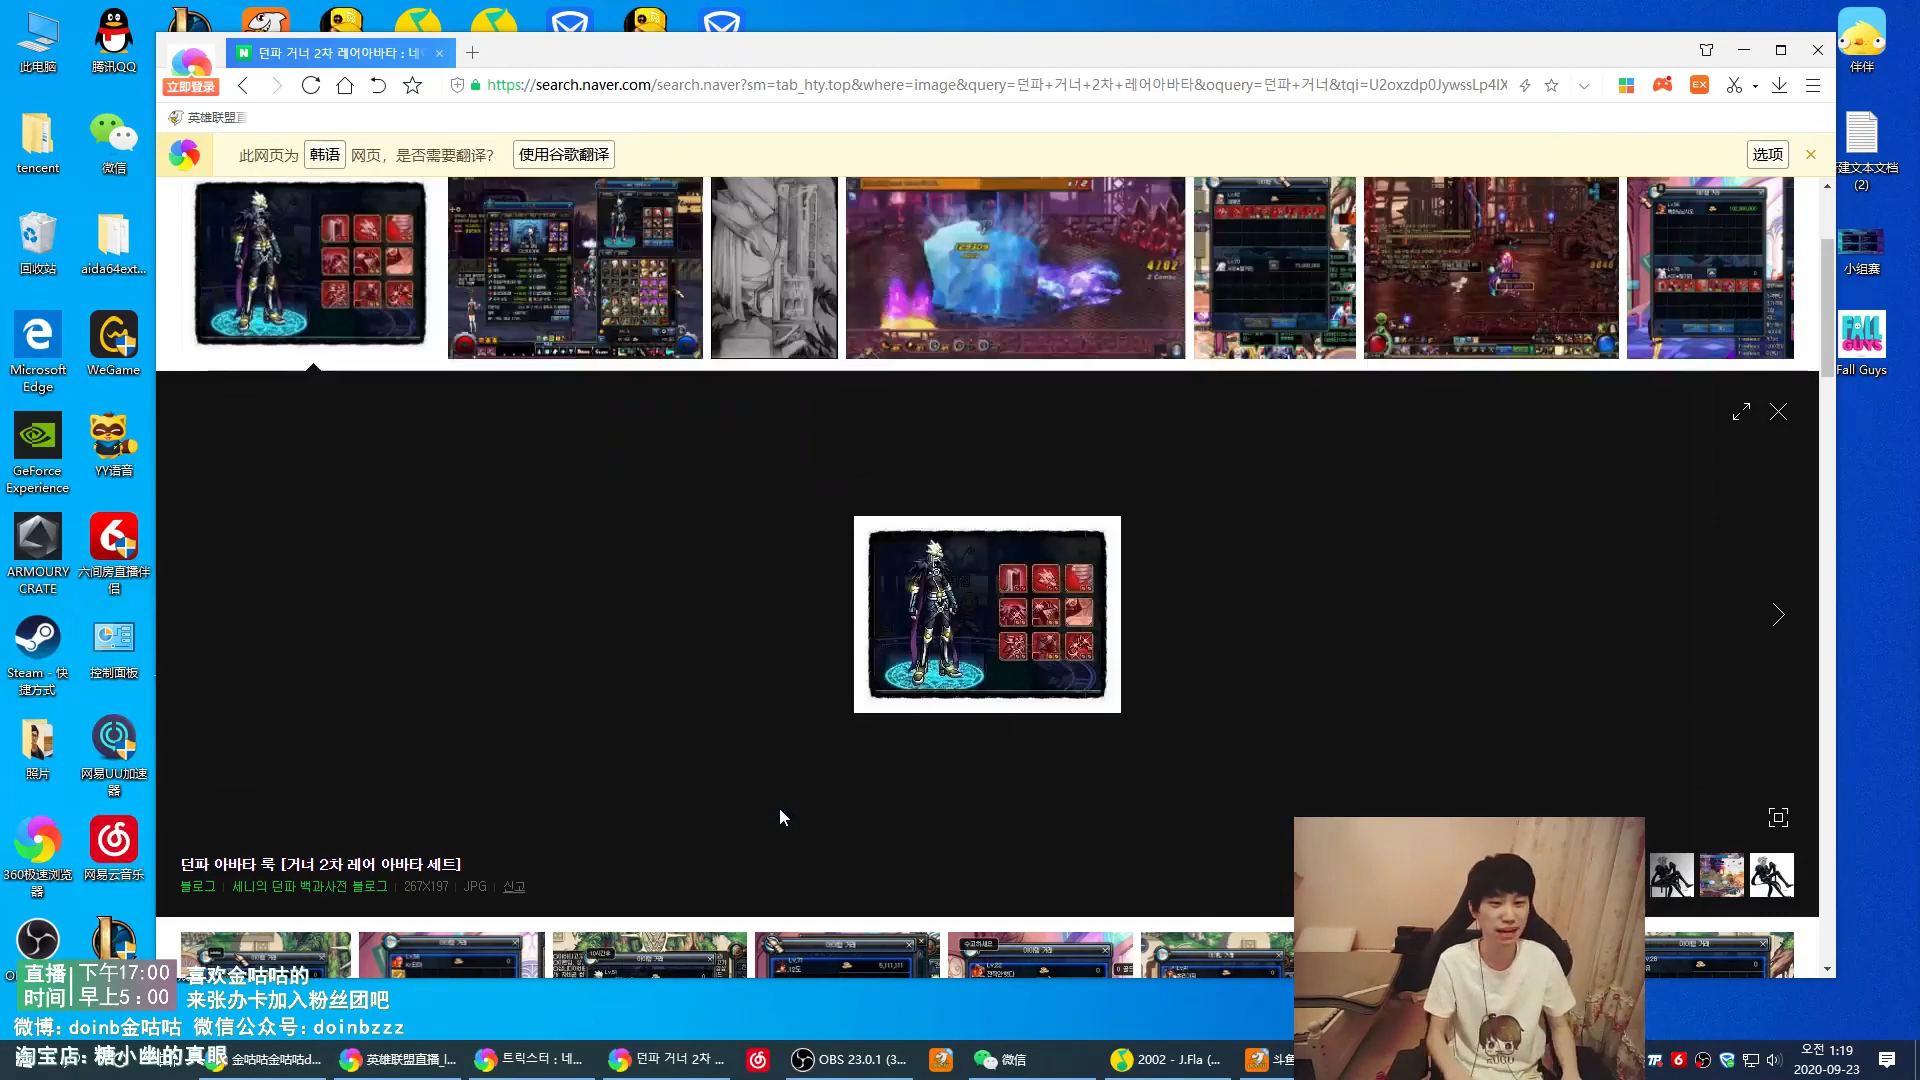 此电脑
腾讯QQ
伴伴
던파 거너 2차 레어아바타 : 네
立即登录
https://search.naver.com/search.naver?sm=tab_hty.top&where=image&query=던파+거너+2차+레어아바타&oquery=던파+거너&tqi=U2oxzdp0JywssLp4lX
英雄联盟直
此网页为 韩语 网页，是否需要翻译? 使用谷歌翻译 选项
tencent
微信
建文本文档
(2)
回收站
aida64ext...
小组赛
Microsoft
Edge
WeGame
Fall Guys
GeForce
Experience
YY语音
ARMOURY
CRATE
六间房直播伴
侣
Steam - 快
捷方式
控制面板
照片
网易UU加速
器
360极速浏览
器
网易云音乐
던파 아바타 룩 [거너 2차 레어 아바타 세트]
블로그 세니의 던파 백과사전 블로그 267X197 JPG 신고
直播 下午17:00
时间 早上5:00
喜欢金咕咕的
来张办卡加入粉丝团吧
微博: doinb金咕咕 微信公众号: doinbzzz
淘宝店: 糖小幽的真眼
金咕咕金咕咕d...
英雄联盟直播_l...
트릭스터 : 네...
던파 거너 2차 ...
OBS 23.0.1 (3...
微信
2002 - J.Fla (...
斗鱼
오전 1:19
2020-09-23